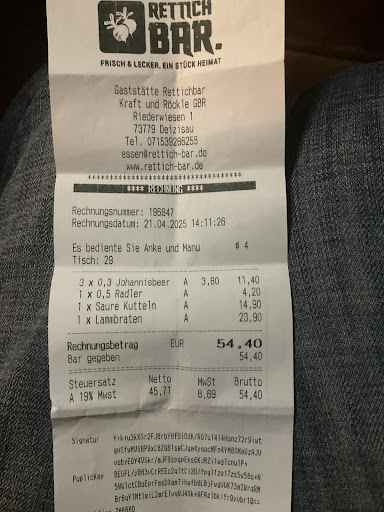 RETTICH
BAR.
FRISCH & LECKER. EIN STÜCK HEIMAT
Gaststätte Rettichbar
Kraft und Röckle GBR
Riederwiesen 1
73779 Deizisau
Tel. 071539286255
essen@rettich-bar.de
www.rettich-bar.de
**** RECHNUNG ****
Rechnungsnummer: 196847
Rechnungsdatum: 21.04.2025 14:11:26
Es bediente Sie Anke und Manu # 4
Tisch: 29
3 x 0,3 Johannisbeer A 3,80 11,40
1 x 0,5 Radler A 4,20
1 x Saure Kutteln A 14,90
1 x Lammbraten A 23,90
Rechnungsbetrag EUR 54,40
Bar gegeben 54,40
Steuersatz Netto MwSt Brutto
A 19% Mwst 45,71 8,69 54,40
Signatur
PuplicKey